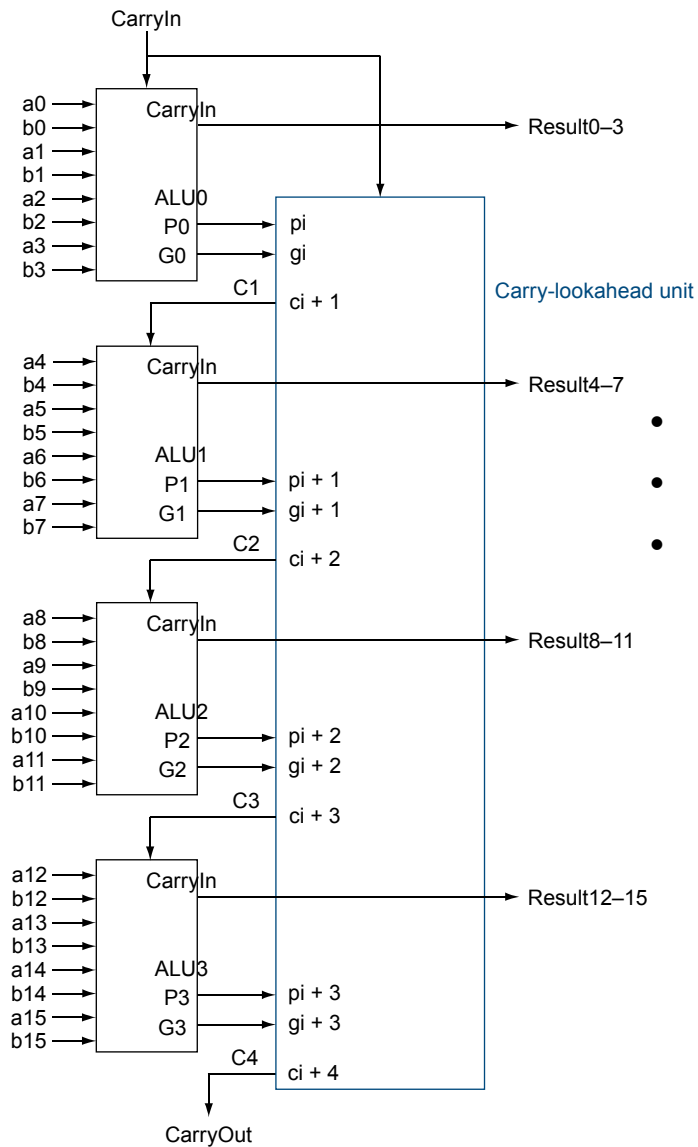 CarryIn
a0
b0
a1
b1
a2
b2
a3
b3
CarryIn
ALU0
P0
G0
Result0–3
pi
gi
Carry-lookahead unit
C1
ci + 1
a4
b4
a5
b5
a6
b6
a7
b7
CarryIn
ALU1
P1
G1
Result4–7
pi + 1
gi + 1
C2
ci + 2
a8
b8
a9
b9
a10
b10
a11
b11
CarryIn
ALU2
P2
G2
Result8–11
pi + 2
gi + 2
C3
ci + 3
a12
b12
a13
b13
a14
b14
a15
b15
CarryIn
ALU3
P3
G3
Result12–15
pi + 3
gi + 3
C4
ci + 4
CarryOut